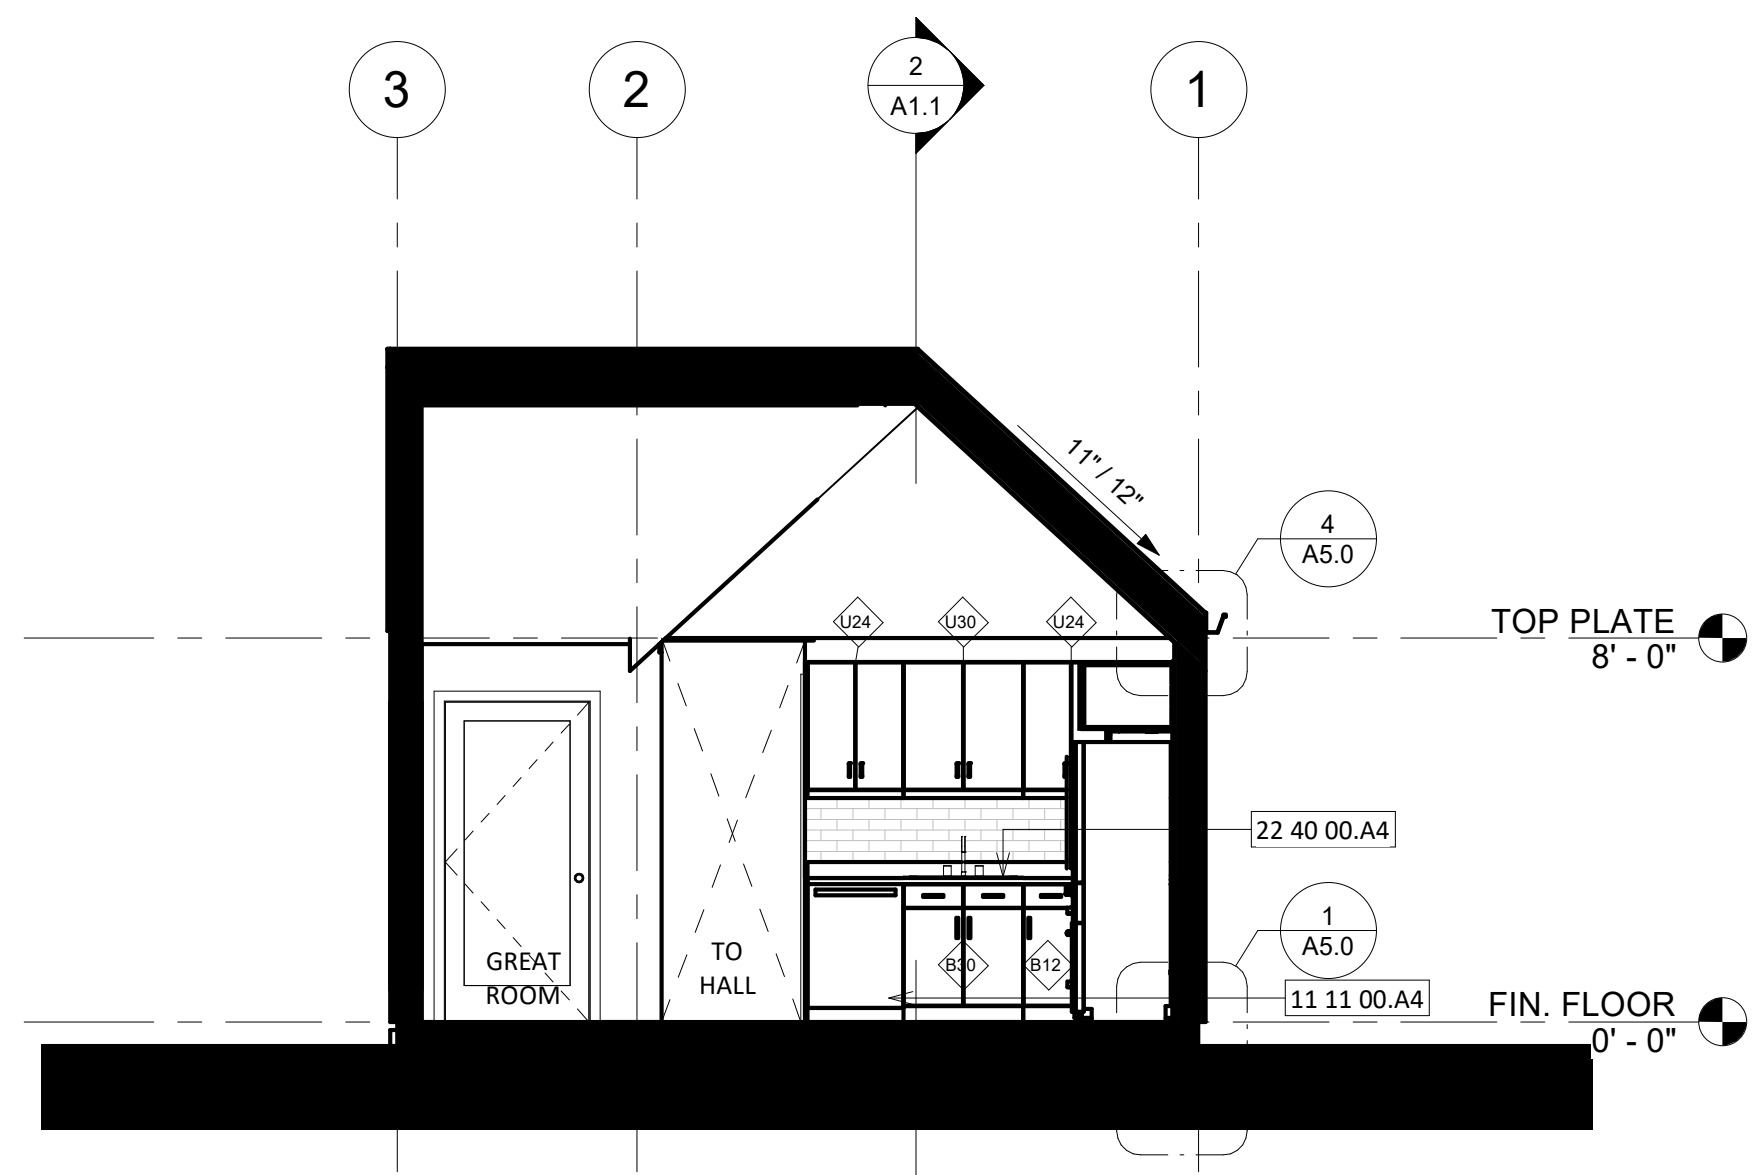 3
2
2
A1.1
1
11" / 12"
4
A5.0
U24
U30
U24
TOP PLATE
8' - 0"
22 40 00.A4
1
A5.0
GREAT
ROOM
TO
HALL
B30
B12
11 11 00.A4
FIN. FLOOR
0' - 0"